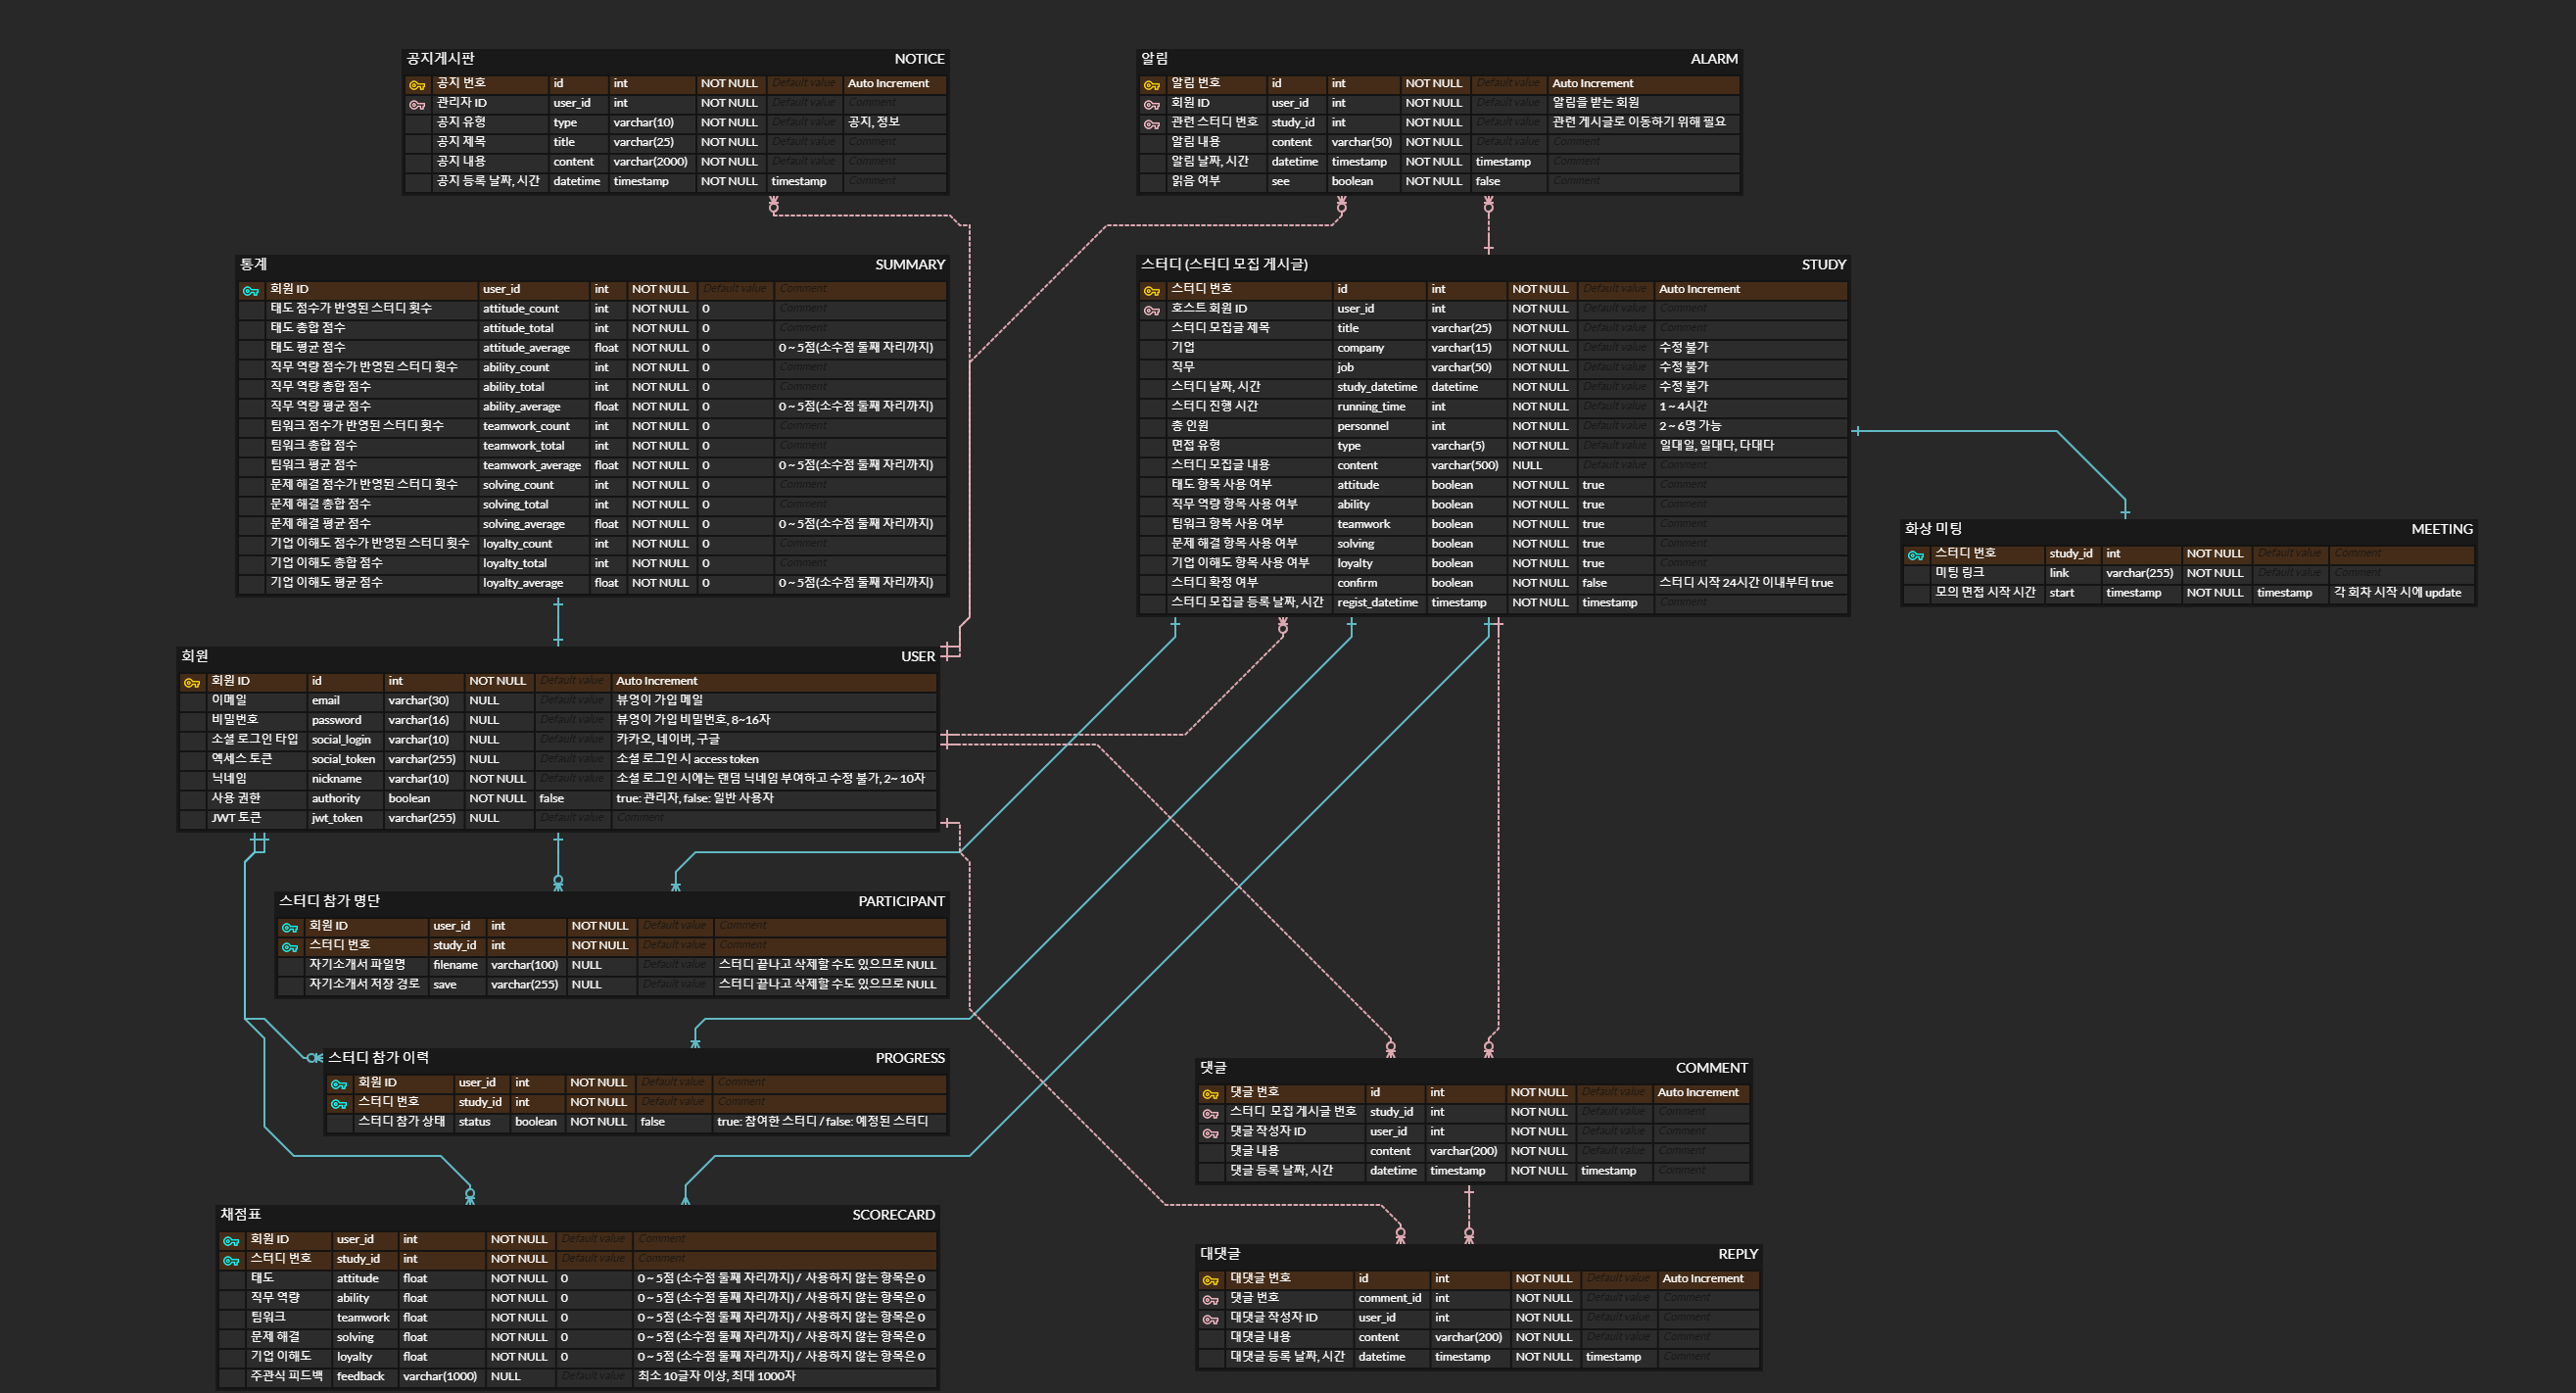 공지게시판 NOTICE
공지 번호 id int NOT NULL Default value Auto Increment
관리자 ID user_id int NOT NULL Default value Comment
공지 유형 type varchar(10) NOT NULL Default value 공지, 정보
공지 제목 title varchar(25) NOT NULL Default value Comment
공지 내용 content varchar(2000) NOT NULL Default value Comment
공지 등록 날짜, 시간 datetime timestamp NOT NULL timestamp Comment
알림 ALARM
알림 번호 id int NOT NULL Default value Auto Increment
회원 ID user_id int NOT NULL Default value 알림을 받는 회원
관련 스터디 번호 study_id int NOT NULL Default value 관련 게시글로 이동하기 위해 필요
알림 내용 content varchar(50) NOT NULL Default value Comment
알림 날짜, 시간 datetime timestamp NOT NULL timestamp Comment
읽음 여부 see boolean NOT NULL false Comment
통계 SUMMARY
회원 ID user_id int NOT NULL Default value Comment
태도 점수가 반영된 스터디 횟수 attitude_count int NOT NULL 0 Comment
태도 총합 점수 attitude_total int NOT NULL 0 Comment
태도 평균 점수 attitude_average float NOT NULL 0 0 ~ 5점(소수점 둘째 자리까지)
직무 역량 점수가 반영된 스터디 횟수 ability_count int NOT NULL 0 Comment
직무 역량 총합 점수 ability_total int NOT NULL 0 Comment
직무 역량 평균 점수 ability_average float NOT NULL 0 0 ~ 5점(소수점 둘째 자리까지)
팀워크 점수가 반영된 스터디 횟수 teamwork_count int NOT NULL 0 Comment
팀워크 총합 점수 teamwork_total int NOT NULL 0 Comment
팀워크 평균 점수 teamwork_average float NOT NULL 0 0 ~ 5점(소수점 둘째 자리까지)
문제 해결 점수가 반영된 스터디 횟수 solving_count int NOT NULL 0 Comment
문제 해결 총합 점수 solving_total int NOT NULL 0 Comment
문제 해결 평균 점수 solving_average float NOT NULL 0 0 ~ 5점(소수점 둘째 자리까지)
기업 이해도 점수가 반영된 스터디 횟수 loyalty_count int NOT NULL 0 Comment
기업 이해도 총합 점수 loyalty_total int NOT NULL 0 Comment
기업 이해도 평균 점수 loyalty_average float NOT NULL 0 0 ~ 5점(소수점 둘째 자리까지)
스터디 (스터디 모집 게시글) STUDY
스터디 번호 id int NOT NULL Default value Auto Increment
호스트 회원 ID user_id int NOT NULL Default value Comment
스터디 모집글 제목 title varchar(25) NOT NULL Default value Comment
기업 company varchar(15) NOT NULL Default value 수정 불가
직무 job varchar(50) NOT NULL Default value 수정 불가
스터디 날짜, 시간 study_datetime datetime NOT NULL Default value 수정 불가
스터디 진행 시간 running_time int NOT NULL Default value 1 ~ 4시간
총 인원 personnel int NOT NULL Default value 2 ~ 6명 가능
면접 유형 type varchar(5) NOT NULL Default value 일대일, 일대다, 다대다
스터디 모집글 내용 content varchar(500) NULL Default value Comment
태도 항목 사용 여부 attitude boolean NOT NULL true Comment
직무 역량 항목 사용 여부 ability boolean NOT NULL true Comment
팀워크 항목 사용 여부 teamwork boolean NOT NULL true Comment
문제 해결 항목 사용 여부 solving boolean NOT NULL true Comment
기업 이해도 항목 사용 여부 loyalty boolean NOT NULL true Comment
스터디 확정 여부 confirm boolean NOT NULL false 스터디 시작 24시간 이내부터 true
스터디 모집글 등록 날짜, 시간 regist_datetime timestamp NOT NULL timestamp Comment
화상 미팅 MEETING
스터디 번호 study_id int NOT NULL Default value Comment
미팅 링크 link varchar(255) NOT NULL Default value Comment
모의 면접 시작 시간 start timestamp NOT NULL timestamp 각 회차 시작 시에 update
회원 USER
회원 ID id int NOT NULL Default value Auto Increment
이메일 email varchar(30) NULL Default value 뷰영이 가입 메일
비밀번호 password varchar(16) NULL Default value 뷰영이 가입 비밀번호, 8~16자
소셜 로그인 타입 social_login varchar(10) NULL Default value 카카오, 네이버, 구글
액세스 토큰 social_token varchar(255) NULL Default value 소셜 로그인 시 access token
닉네임 nickname varchar(10) NOT NULL Default value 소셜 로그인 시에는 랜덤 닉네임 부여하고 수정 불가, 2~ 10자
사용 권한 authority boolean NOT NULL false true: 관리자, false: 일반 사용자
JWT 토큰 jwt_token varchar(255) NULL Default value Comment
스터디 참가 명단 PARTICIPANT
회원 ID user_id int NOT NULL Default value Comment
스터디 번호 study_id int NOT NULL Default value Comment
자기소개서 파일명 filename varchar(100) NULL Default value 스터디 끝나고 삭제할 수도 있으므로 NULL
자기소개서 저장 경로 save varchar(255) NULL Default value 스터디 끝나고 삭제할 수도 있으므로 NULL
스터디 참가 이력 PROGRESS
회원 ID user_id int NOT NULL Default value Comment
스터디 번호 study_id int NOT NULL Default value Comment
스터디 참가 상태 status boolean NOT NULL false true: 참여한 스터디 / false: 예정된 스터디
댓글 COMMENT
댓글 번호 id int NOT NULL Default value Auto Increment
스터디 모집 게시글 번호 study_id int NOT NULL Default value Comment
댓글 작성자 ID user_id int NOT NULL Default value Comment
댓글 내용 content varchar(200) NOT NULL Default value Comment
댓글 등록 날짜, 시간 datetime timestamp NOT NULL timestamp Comment
채점표 SCORECARD
회원 ID user_id int NOT NULL Default value Comment
스터디 번호 study_id int NOT NULL Default value Comment
태도 attitude float NOT NULL 0 0 ~ 5점 (소수점 둘째 자리까지) / 사용하지 않는 항목은 0
직무 역량 ability float NOT NULL 0 0 ~ 5점 (소수점 둘째 자리까지) / 사용하지 않는 항목은 0
팀워크 teamwork float NOT NULL 0 0 ~ 5점 (소수점 둘째 자리까지) / 사용하지 않는 항목은 0
문제 해결 solving float NOT NULL 0 0 ~ 5점 (소수점 둘째 자리까지) / 사용하지 않는 항목은 0
기업 이해도 loyalty float NOT NULL 0 0 ~ 5점 (소수점 둘째 자리까지) / 사용하지 않는 항목은 0
주관식 피드백 feedback varchar(1000) NULL Default value 최소 10글자 이상, 최대 1000자
대댓글 REPLY
대댓글 번호 id int NOT NULL Default value Auto Increment
댓글 번호 comment_id int NOT NULL Default value Comment
대댓글 작성자 ID user_id int NOT NULL Default value Comment
대댓글 내용 content varchar(200) NOT NULL Default value Comment
대댓글 등록 날짜, 시간 datetime timestamp NOT NULL timestamp Comment